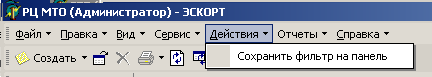 РЦ МТО (Администратор) - ЭСКОРТ
Файл Правка Вид Сервис Действия Отчеты Справка
Создать Сохранить фильтр на панель